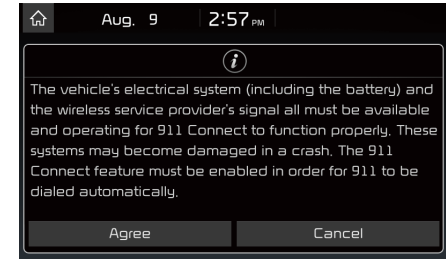 Aug. 9 2:57 PM
i
The vehicle's electrical system (including the battery) and
the wireless service provider's signal all must be available
and operating for 911 Connect to function properly. These
systems may become damaged in a crash. The 911
Connect feature must be enabled in order for 911 to be
dialed automatically.
Agree Cancel